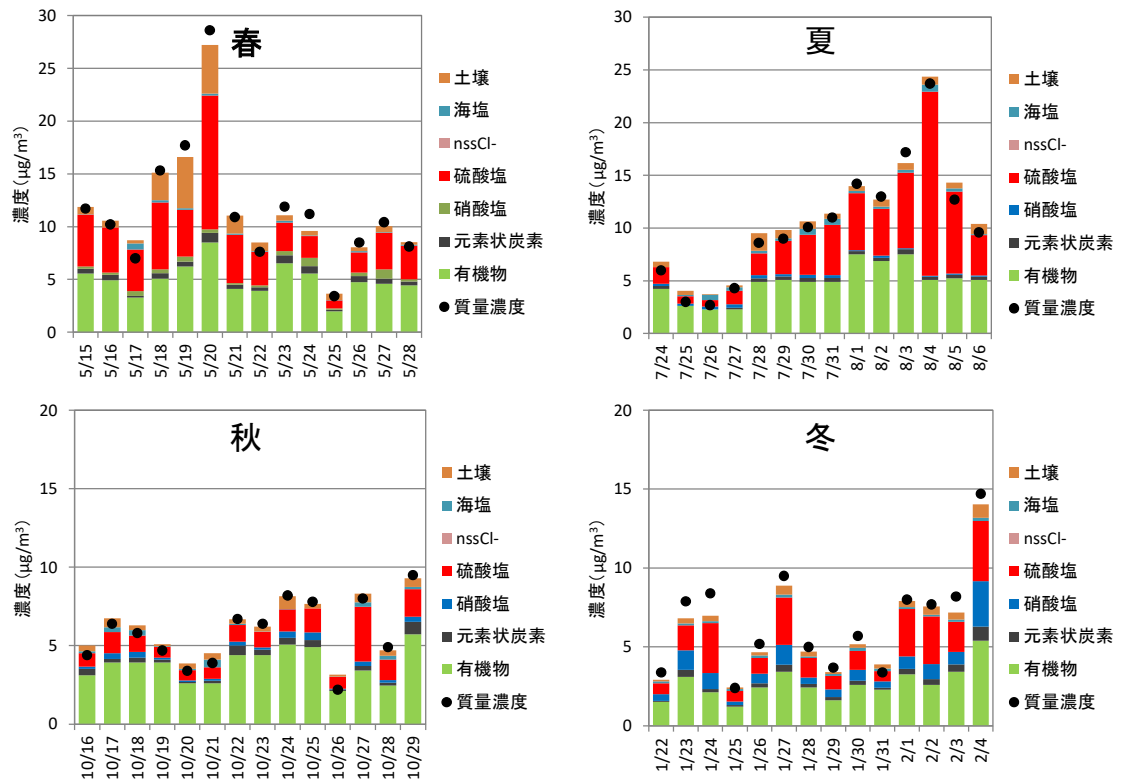 春
濃度(μg/m³)
30
25
20
15
10
5
0
5/15
5/16
5/17
5/18
5/19
5/20
5/21
5/22
5/23
5/24
5/25
5/26
5/27
5/28
土壌
海塩
nssCl-
硫酸塩
硝酸塩
元素状炭素
有機物
質量濃度
夏
濃度(μg/m³)
30
25
20
15
10
5
0
7/24
7/25
7/26
7/27
7/28
7/29
7/30
7/31
8/1
8/2
8/3
8/4
8/5
8/6
土壌
海塩
nssCl-
硫酸塩
硝酸塩
元素状炭素
有機物
質量濃度
秋
濃度(μg/m³)
20
15
10
5
0
10/16
10/17
10/18
10/19
10/20
10/21
10/22
10/23
10/24
10/25
10/26
10/27
10/28
10/29
土壌
海塩
nssCl-
硫酸塩
硝酸塩
元素状炭素
有機物
質量濃度
冬
濃度(μg/m³)
20
15
10
5
0
1/22
1/23
1/24
1/25
1/26
1/27
1/28
1/29
1/30
1/31
2/1
2/2
2/3
2/4
土壌
海塩
nssCl-
硫酸塩
硝酸塩
元素状炭素
有機物
質量濃度